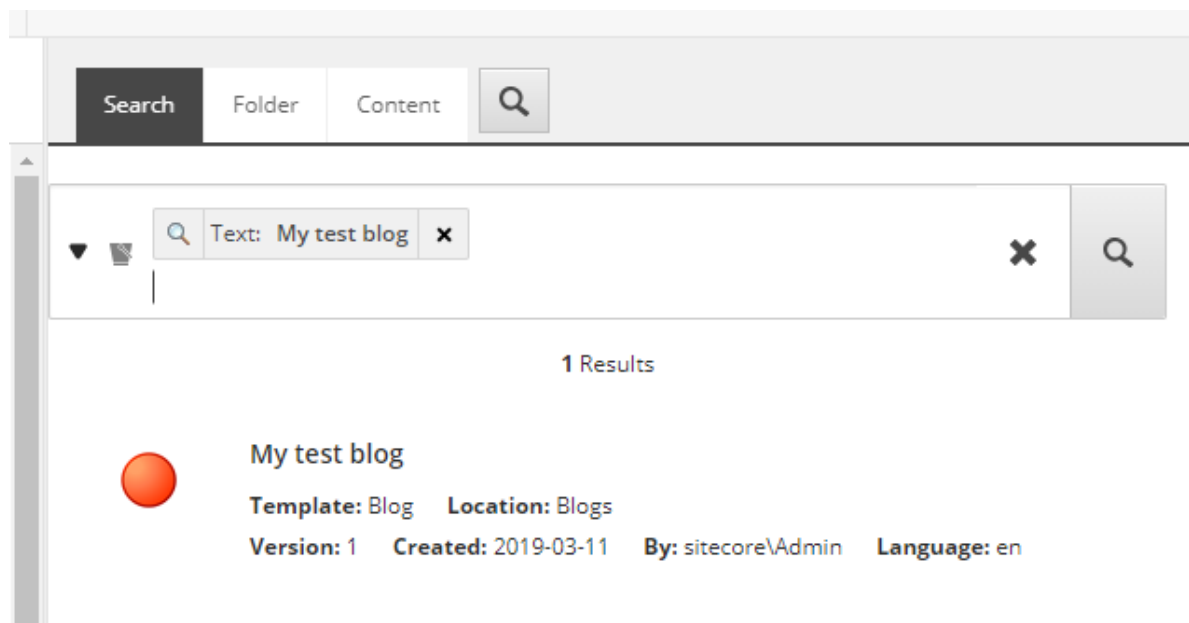 Search Folder Content
Text: My test blog
1 Results
My test blog
Template: Blog Location: Blogs
Version: 1 Created: 2019-03-11 By: sitecore\Admin Language: en